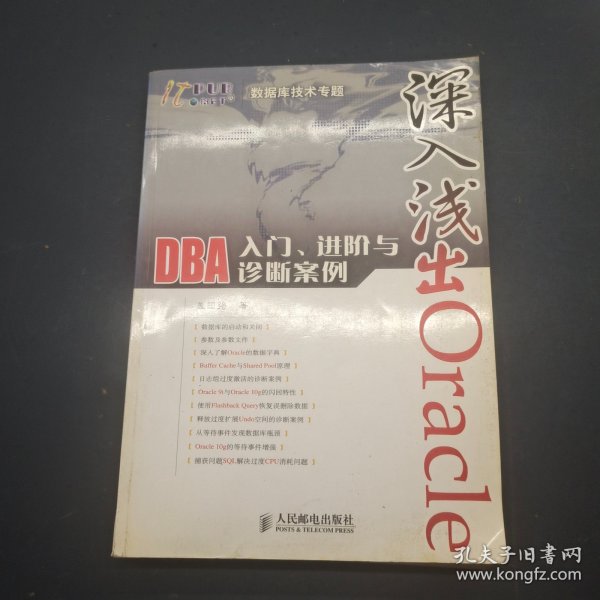 ITPUB
数据库技术专题
深入浅出Oracle
DBA 入门、进阶与
诊断案例
盖国强 著
【 数据库的启动和关闭 】
【 参数及参数文件 】
【 深入了解Oracle的数据字典 】
【 Buffer Cache与Shared Pool原理 】
【 日志组过度激活的诊断案例 】
【 Oracle 9i与Oracle 10g的闪回特性 】
【 使用Flashback Query恢复误删除数据 】
【 释放过度扩展Undo空间的诊断案例 】
【 从等待事件发现数据库瓶颈 】
【 Oracle 10g的等待事件增强 】
【 捕获问题SQL解决过度CPU消耗问题 】
人民邮电出版社
POSTS & TELECOM PRESS
孔夫子旧书网
www.kongfz.com